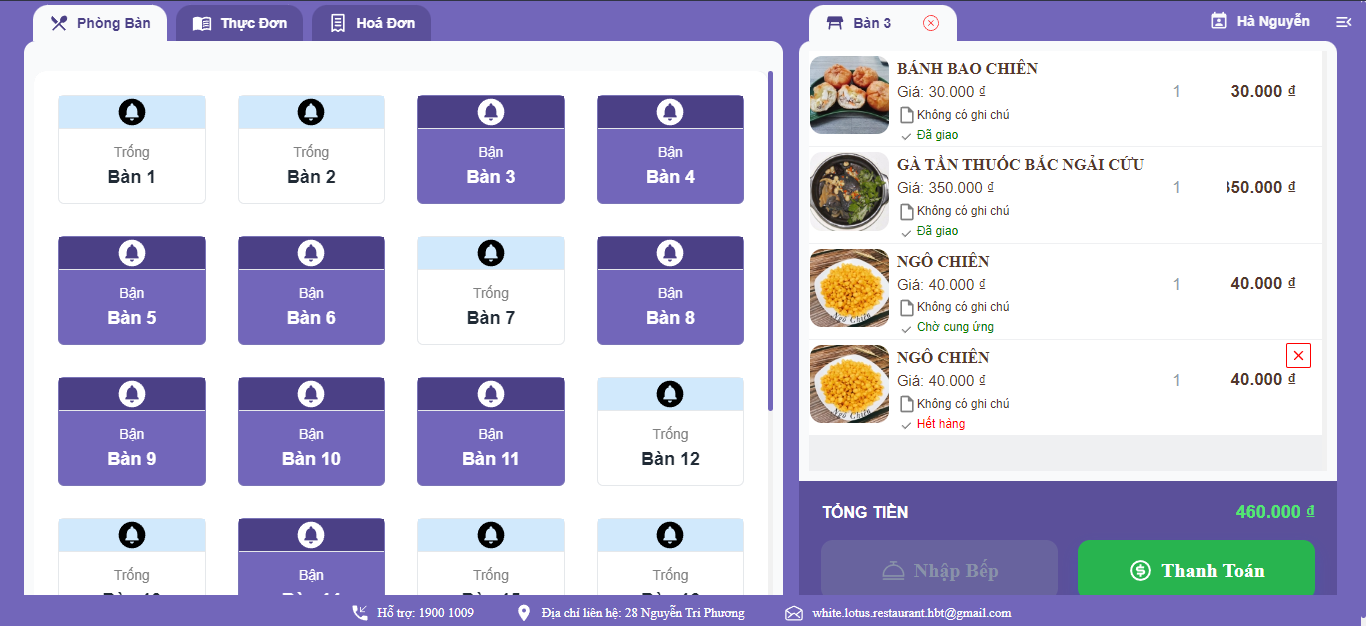 Phòng Bàn
Thực Đơn
Hoá Đơn
Trống
Bàn 1
Trống
Bàn 2
Bận
Bàn 3
Bận
Bàn 4
Bận
Bàn 5
Bận
Bàn 6
Trống
Bàn 7
Bận
Bàn 8
Bận
Bàn 9
Bận
Bàn 10
Bận
Bàn 11
Trống
Bàn 12
Trống
Bận
Trống
Trống
Bàn 3
Hà Nguyễn
BÁNH BAO CHIÊN
Giá: 30.000 ₫
1
30.000 ₫
Không có ghi chú
Đã giao
GÀ TẦN THUỐC BẮC NGẢI CỨU
Giá: 350.000 ₫
1
350.000 ₫
Không có ghi chú
Đã giao
NGÔ CHIÊN
Giá: 40.000 ₫
1
40.000 ₫
Không có ghi chú
Chờ cung ứng
Ngô Chiên
NGÔ CHIÊN
Giá: 40.000 ₫
1
40.000 ₫
Không có ghi chú
Hết hàng
Ngô Chiên
TỔNG TIỀN
460.000 ₫
Nhập Bếp
Thanh Toán
Hỗ trợ: 1900 1009
Địa chỉ liên hệ: 28 Nguyễn Tri Phương
white.lotus.restaurant.hbt@gmail.com